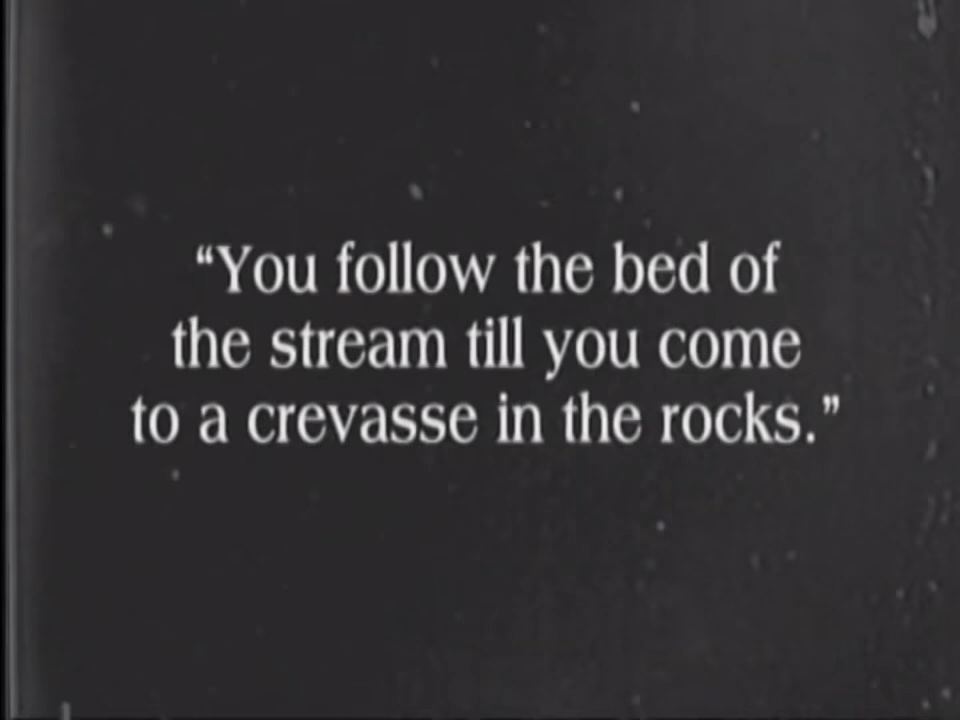 “You follow the bed of
the stream till you come
to a crevasse in the rocks.”